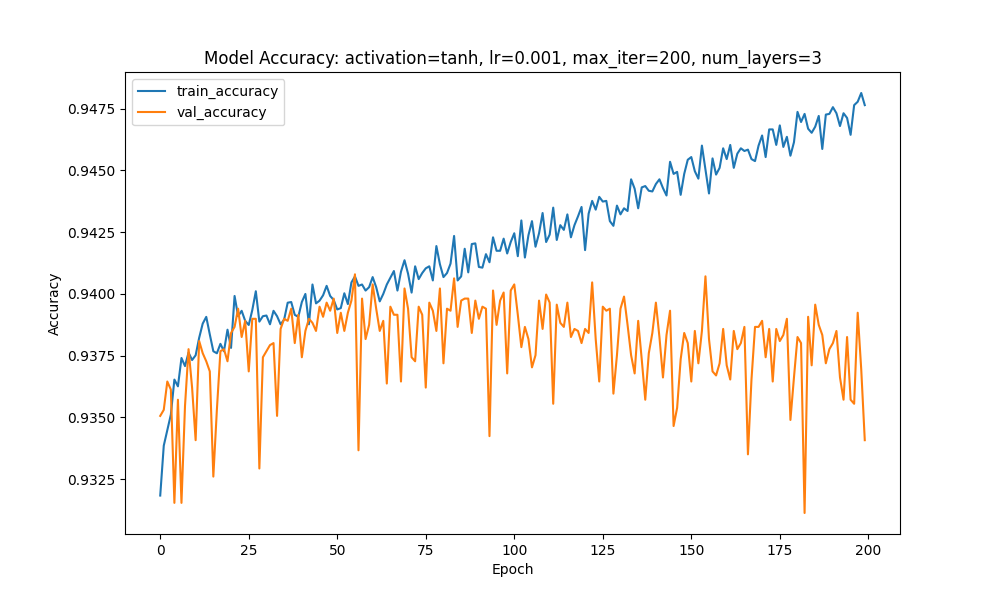 Model Accuracy: activation=tanh, lr=0.001, max_iter=200, num_layers=3
train_accuracy
val_accuracy
0.9475
0.9450
0.9425
0.9400
0.9375
0.9350
0.9325
Accuracy
0 25 50 75 100 125 150 175 200
Epoch